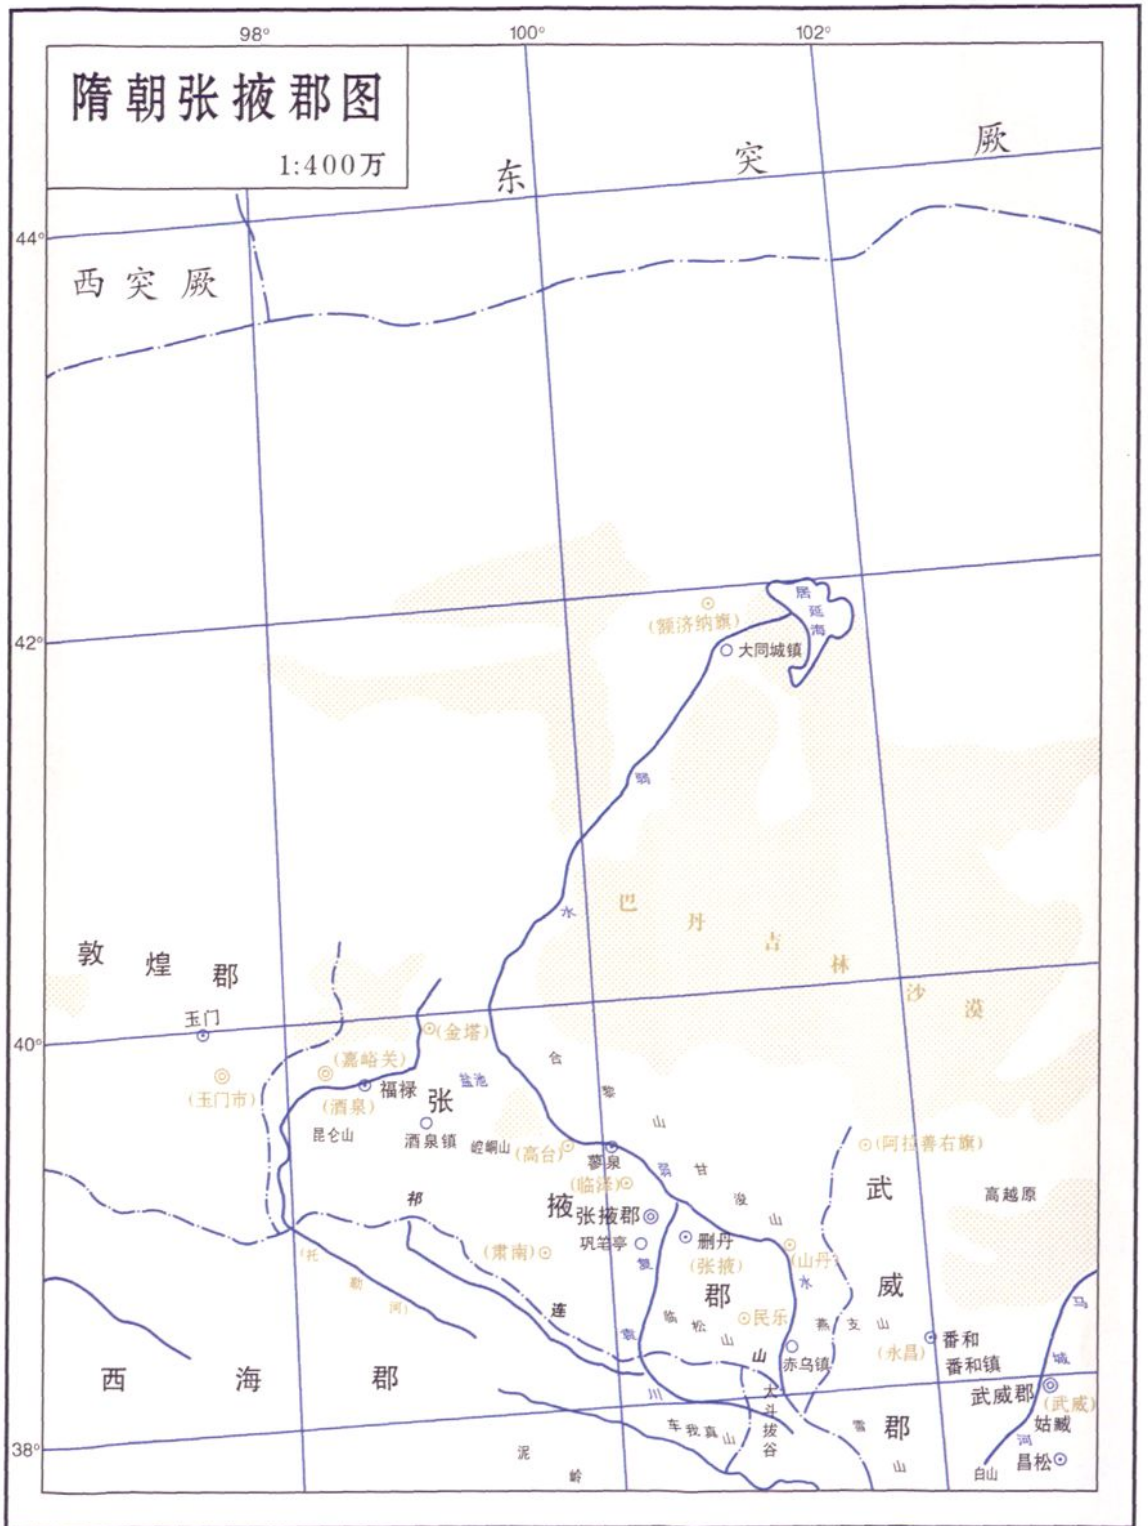 98°
100°
102°
隋朝张掖郡图
1:400万
东突厥
44°
西突厥
居延海
(额济纳旗)
42°
大同城镇
弱水
巴丹吉林沙漠
敦煌郡
玉门
40°
(金塔)
(嘉峪关)
(玉门市)
(酒泉)
福禄
盐池
张掖郡
合黎山
昆仑山
酒泉镇
崆峒山
(高台)
蓼泉
(阿拉善右旗)
(临泽)
弱水
甘浚山
武威郡
高越原
祁连山
张掖郡
巩笔亭
删丹
(肃南)
(张掖)
(山丹)
(托勒河)
复袁川
临松山
民乐
燕支山
马城河
赤乌镇
(永昌)
番和
番和镇
西海郡
大斗拔谷
武威郡
(武威)
姑臧
车我真山
雪山
38°
泥岭
白山
昌松